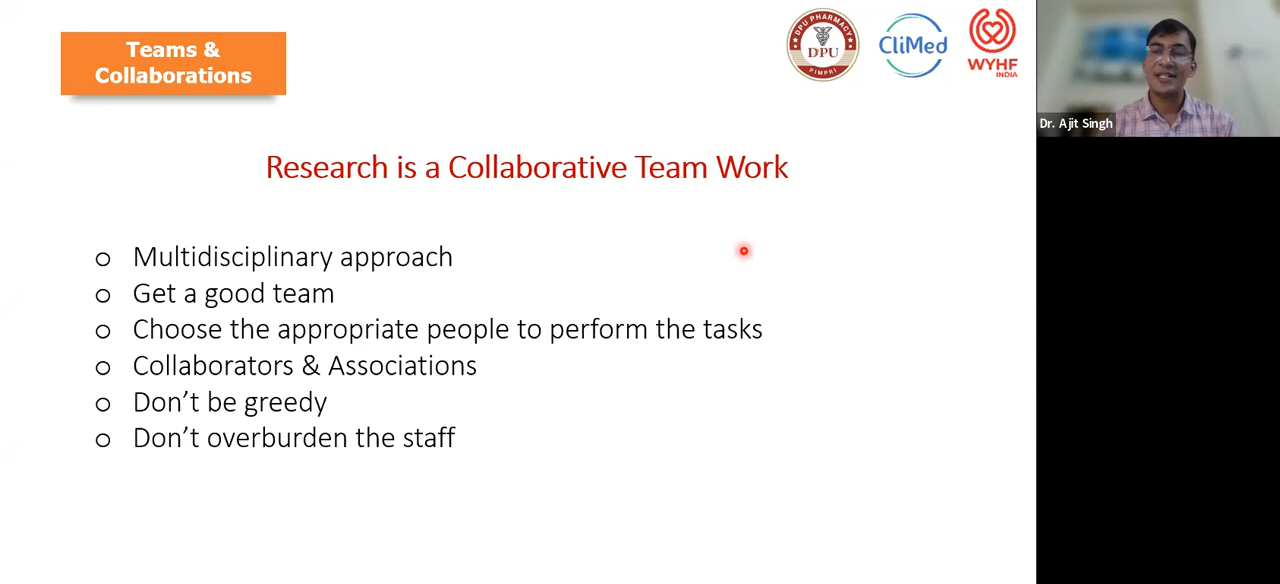 Teams &
Collaborations
DPU PHARMACY
DPU
PIMPRI
CliMed
WYHF
INDIA
Dr. Ajit Singh
Research is a Collaborative Team Work
o Multidisciplinary approach
o Get a good team
o Choose the appropriate people to perform the tasks
o Collaborators & Associations
o Don’t be greedy
o Don’t overburden the staff